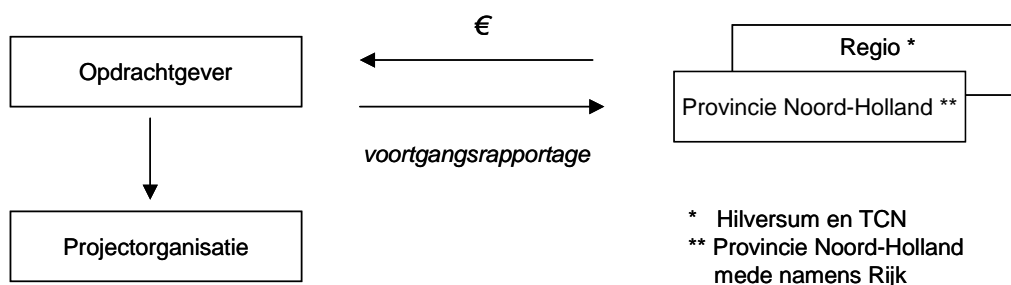 €
Regio *
Opdrachtgever
Provincie Noord-Holland **
voortgangsrapportage
Projectorganisatie
* Hilversum en TCN
** Provincie Noord-Holland
mede namens Rijk